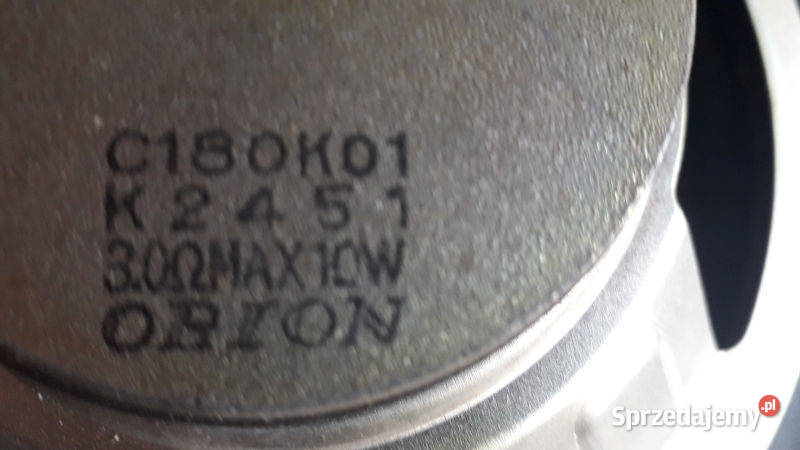 C180K01
K2451
3.0ΩMAX10W
ORION
Sprzedajemy.pl